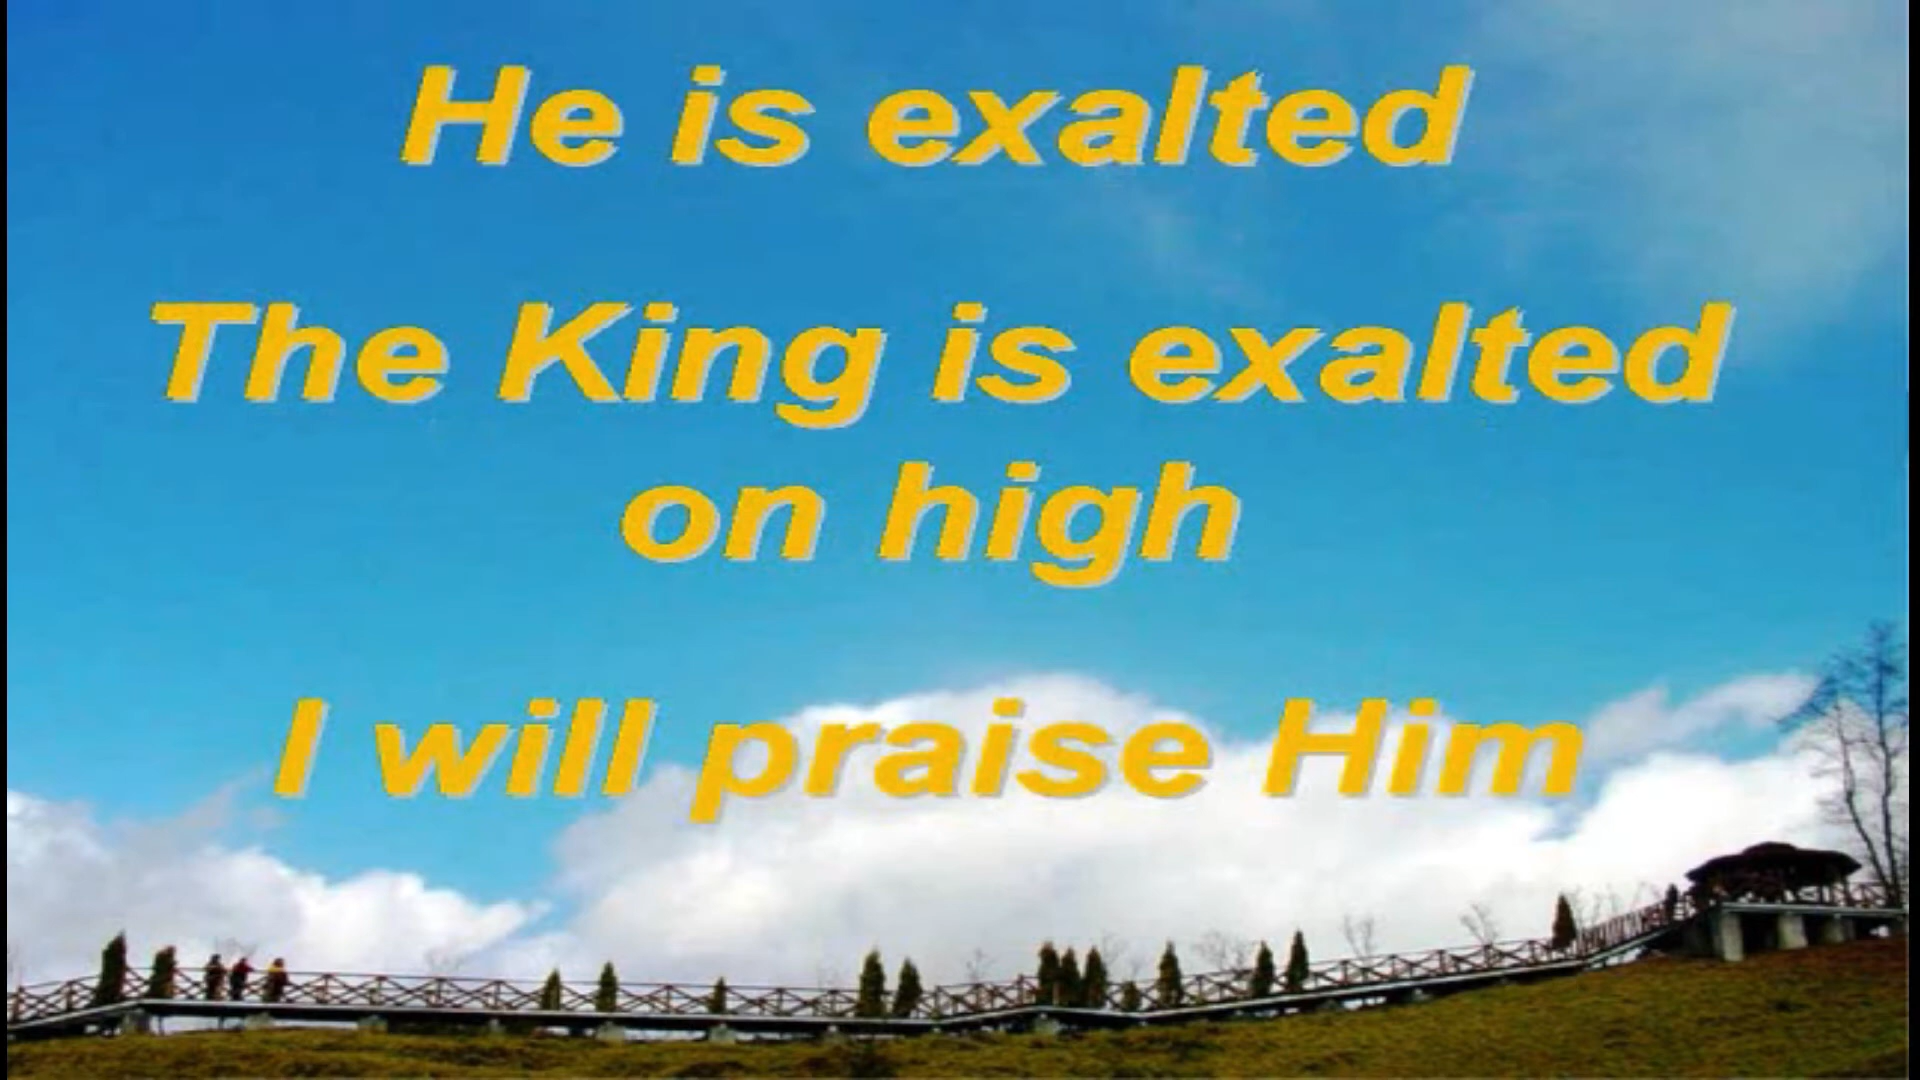 He is exalted
The King is exalted
on high
I will praise Him